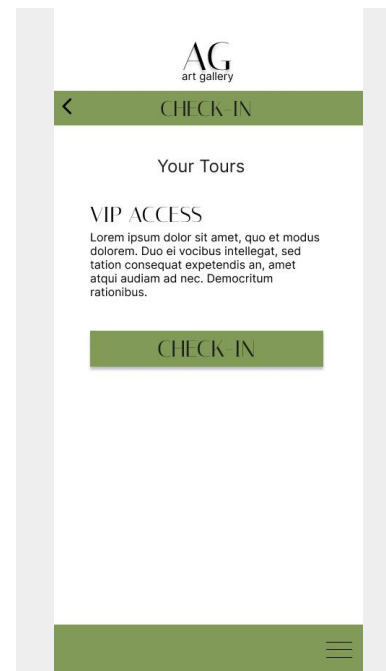 AG
art gallery
CHECK-IN
Your Tours
VIP ACCESS
Lorem ipsum dolor sit amet, quo et modus
dolorem. Duo ei vocibus intellegat, sed
tation consequat expetendis an, amet
atqui audiam ad nec. Democritum
rationibus.
CHECK-IN